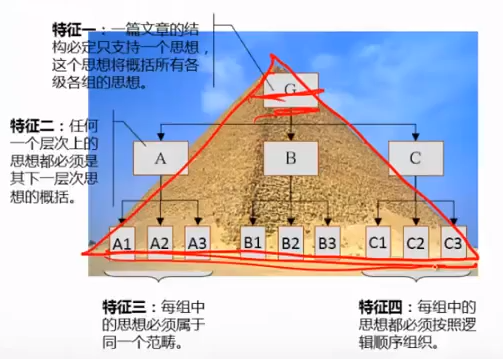 特征一：一篇文章的结
构必定只支持一个思想，
这个思想将概括所有各
级各组的思想。
G
特征二：任何
一个层次上的
思想都必须是
其下一层次思
想的概括。
A
B
C
A1
A2
A3
B1
B2
B3
C1
C2
C3
特征三：每组中
的思想必须属于
同一个范畴。
特征四：每组中的
思想都必须按照逻
辑顺序组织。